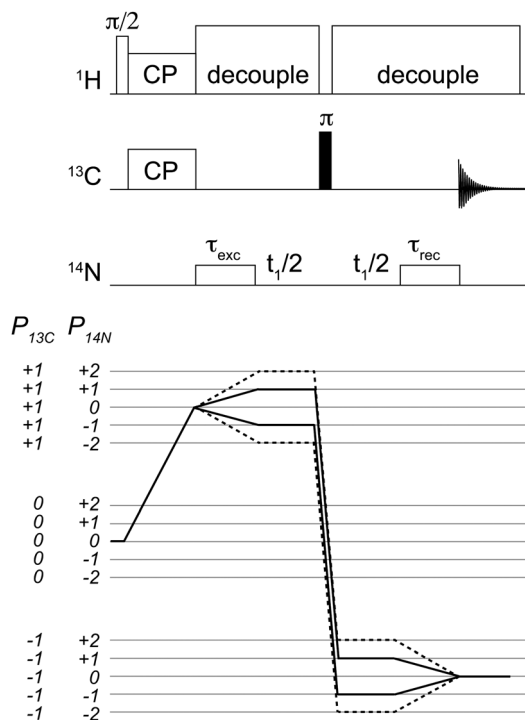 π/2
¹H CP decouple decouple
π
¹³C CP
τexc t₁/2 t₁/2 τrec
¹⁴N
P13C P14N
+1 +2
+1 +1
+1 0
+1 -1
+1 -2
0 +2
0 +1
0 0
0 -1
0 -2
-1 +2
-1 +1
-1 0
-1 -1
-1 -2